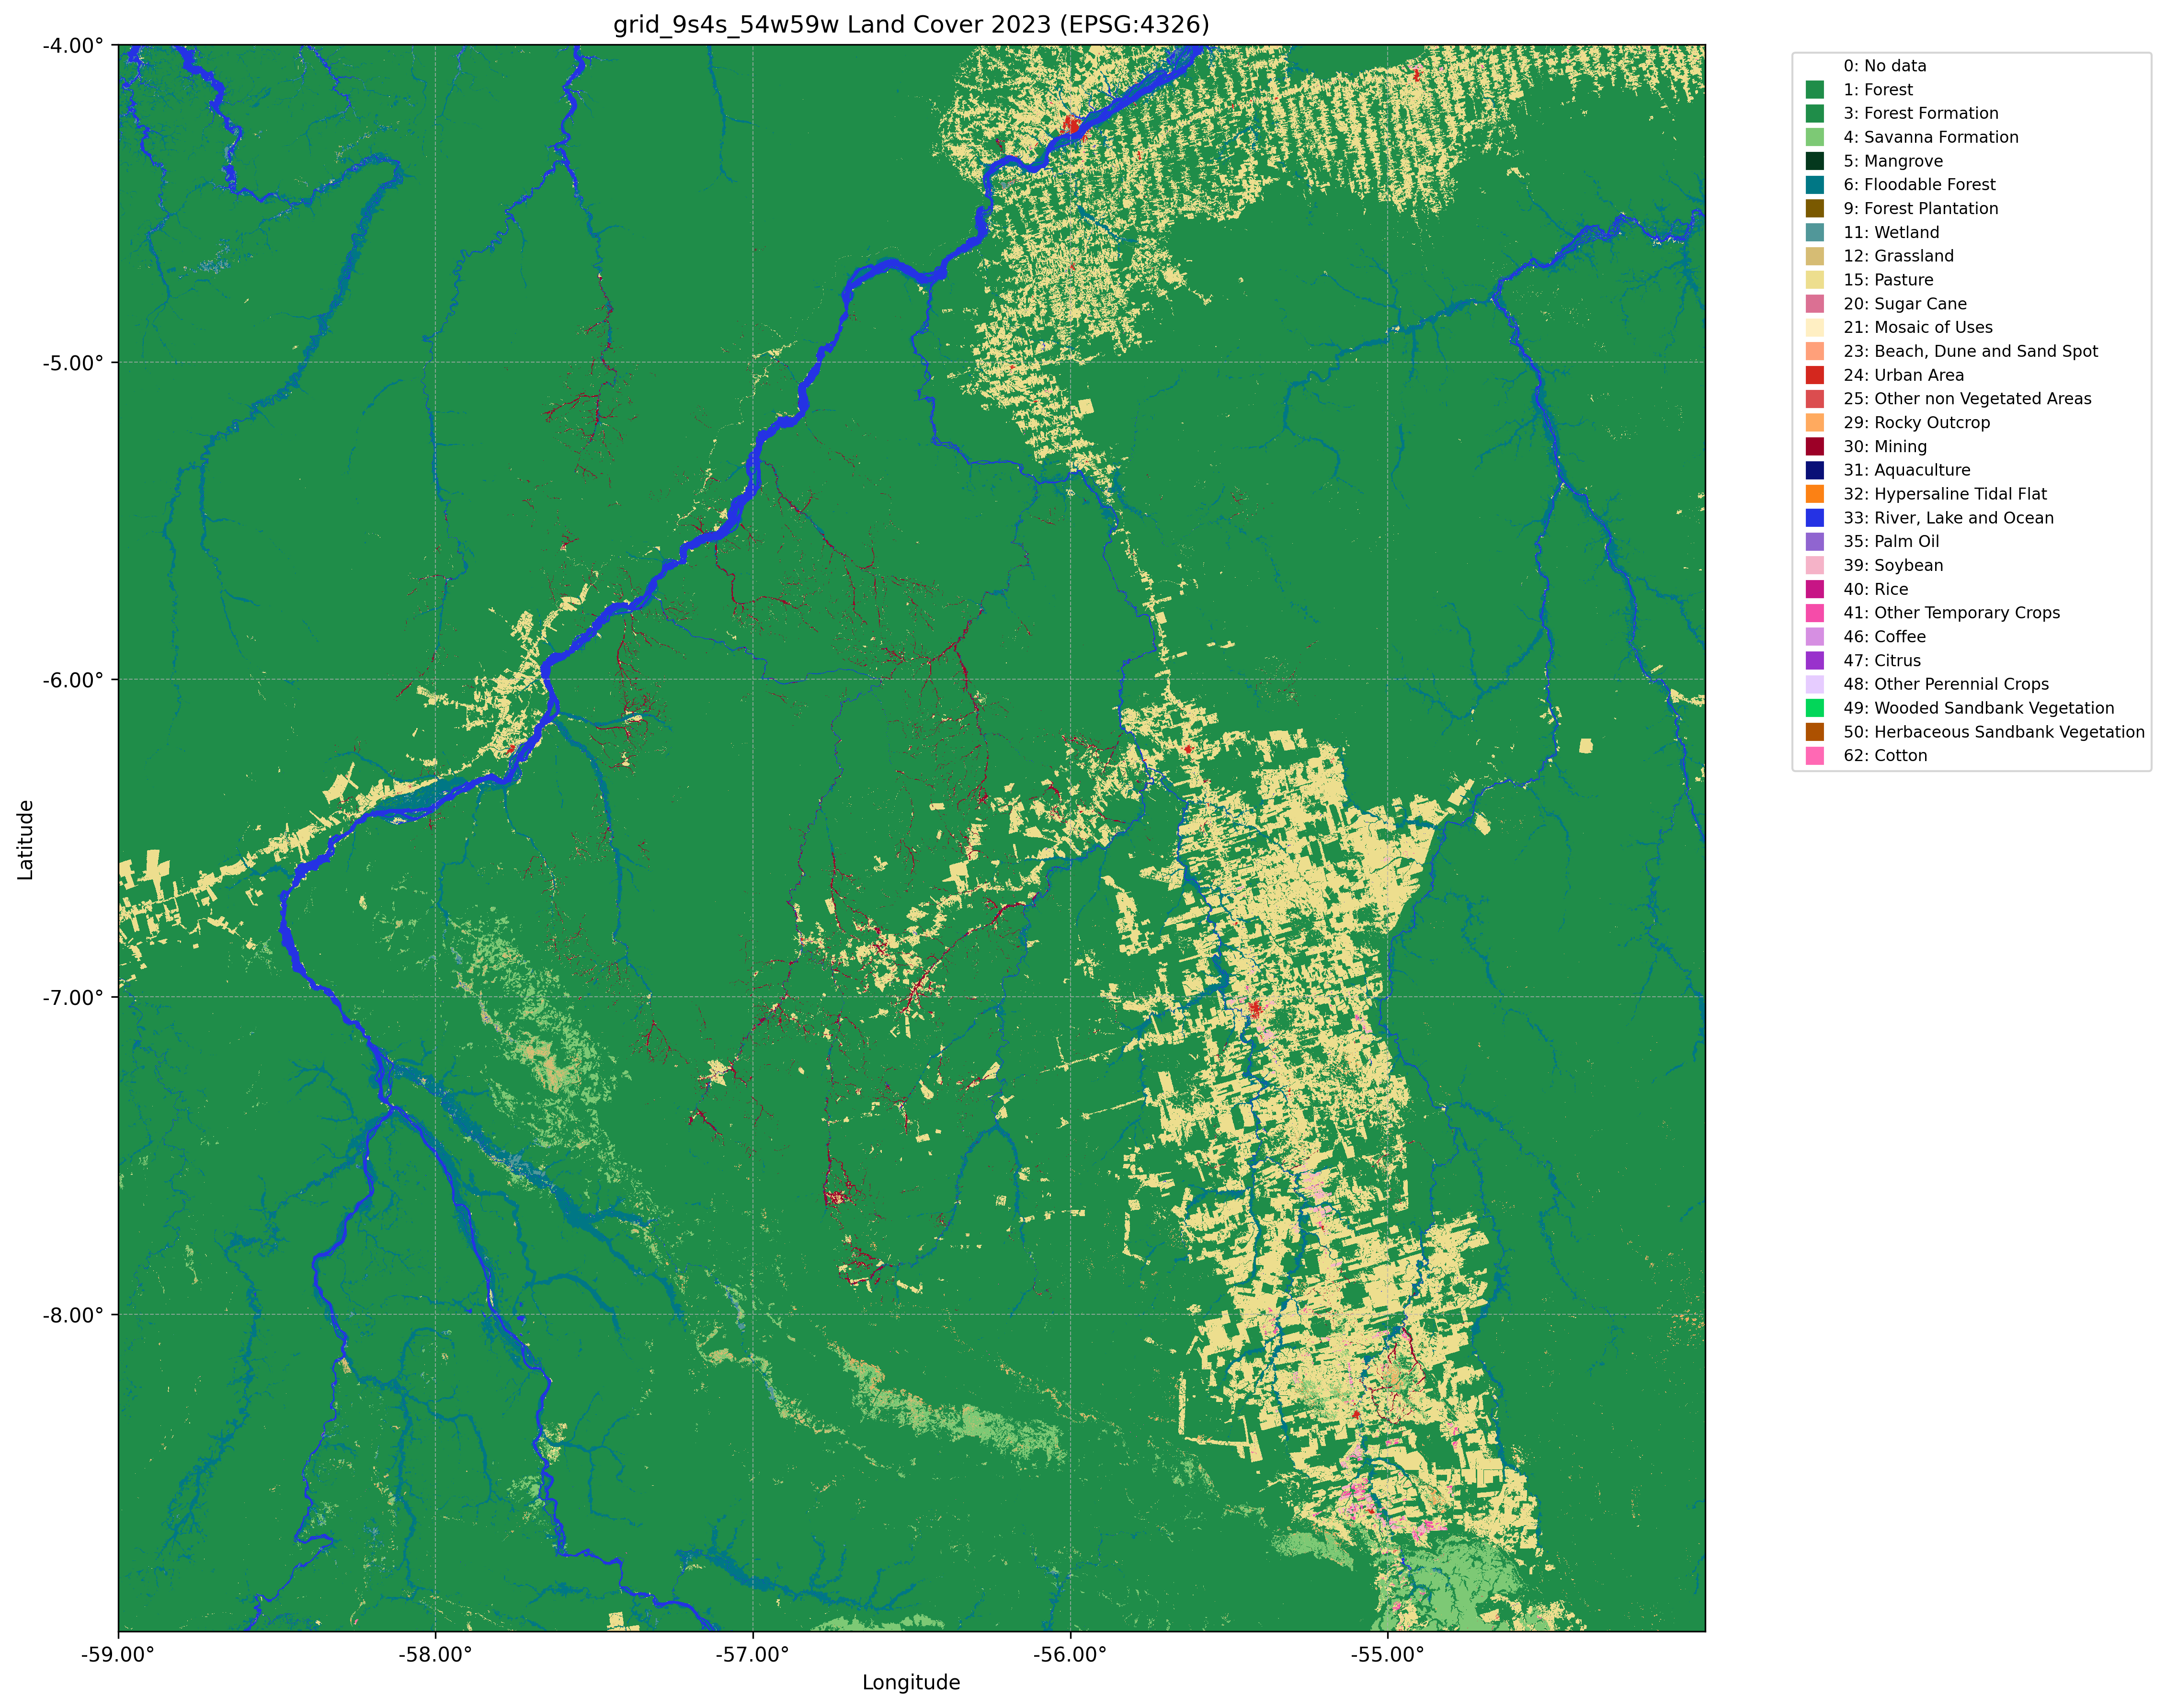 grid_9s4s_54w59w Land Cover 2023 (EPSG:4326)
-4.00°
-5.00°
-6.00°
-7.00°
-8.00°
Latitude
-59.00°
-58.00°
-57.00°
-56.00°
-55.00°
Longitude
0: No data
1: Forest
3: Forest Formation
4: Savanna Formation
5: Mangrove
6: Floodable Forest
9: Forest Plantation
11: Wetland
12: Grassland
15: Pasture
20: Sugar Cane
21: Mosaic of Uses
23: Beach, Dune and Sand Spot
24: Urban Area
25: Other non Vegetated Areas
29: Rocky Outcrop
30: Mining
31: Aquaculture
32: Hypersaline Tidal Flat
33: River, Lake and Ocean
35: Palm Oil
39: Soybean
40: Rice
41: Other Temporary Crops
46: Coffee
47: Citrus
48: Other Perennial Crops
49: Wooded Sandbank Vegetation
50: Herbaceous Sandbank Vegetation
62: Cotton